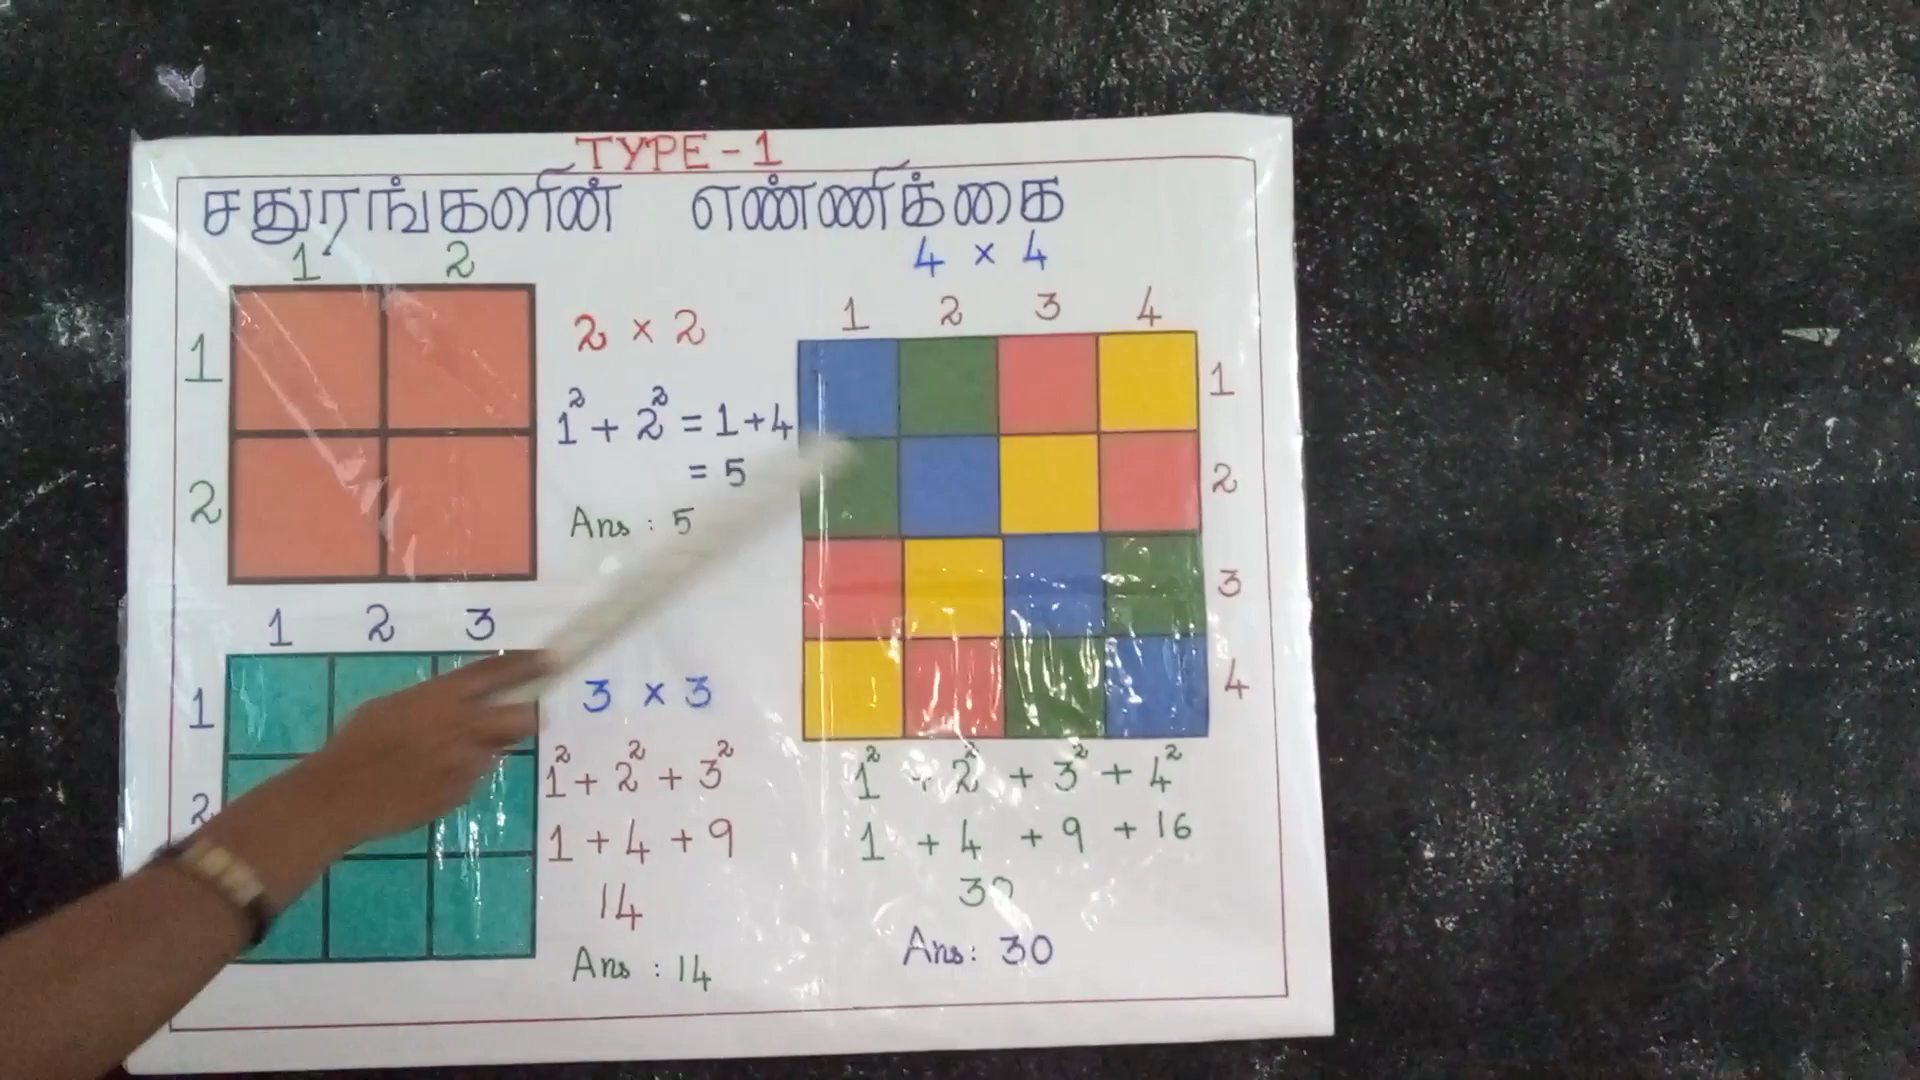 TYPE - 1
சதுரங்களின் எண்ணிக்கை
1 2
1
2
2 × 2
1² + 2² = 1 + 4
= 5
Ans : 5
1 2 3
1
2
3 × 3
1² + 2² + 3²
1 + 4 + 9
14
Ans : 14
4 × 4
1 2 3 4
1
2
3
4
1² + 2² + 3² + 4²
1 + 4 + 9 + 16
30
Ans: 30